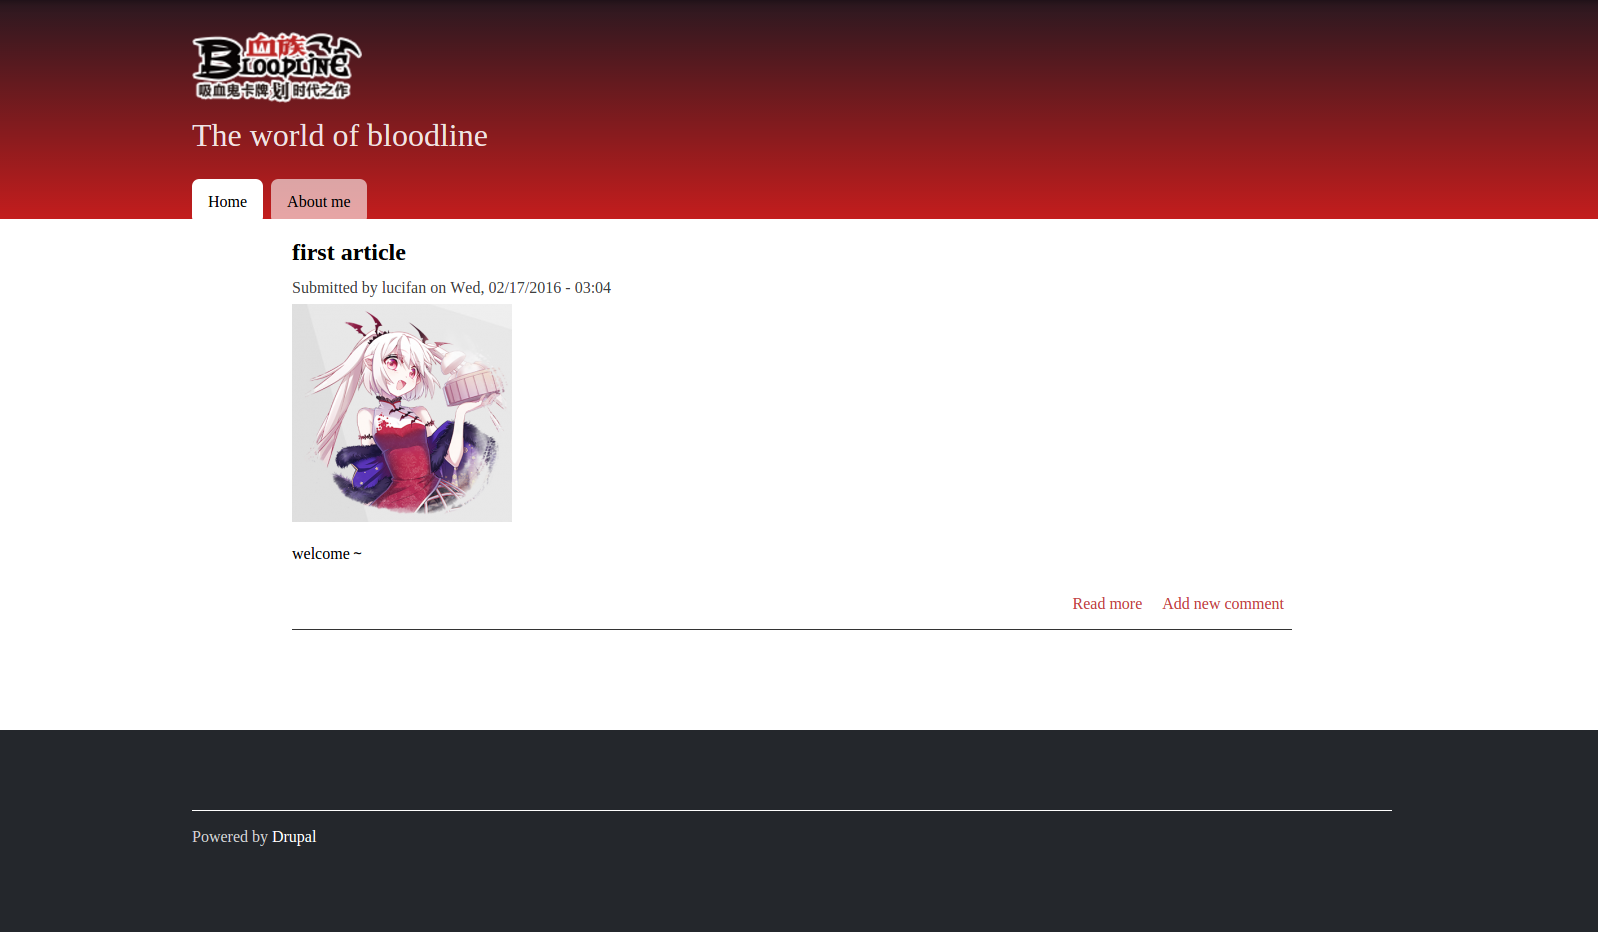 血族
BLOODLINE
吸血鬼卡牌划时代之作
The world of bloodline
Home About me
first article
Submitted by lucifan on Wed, 02/17/2016 - 03:04
welcome ~
Read more Add new comment
Powered by Drupal